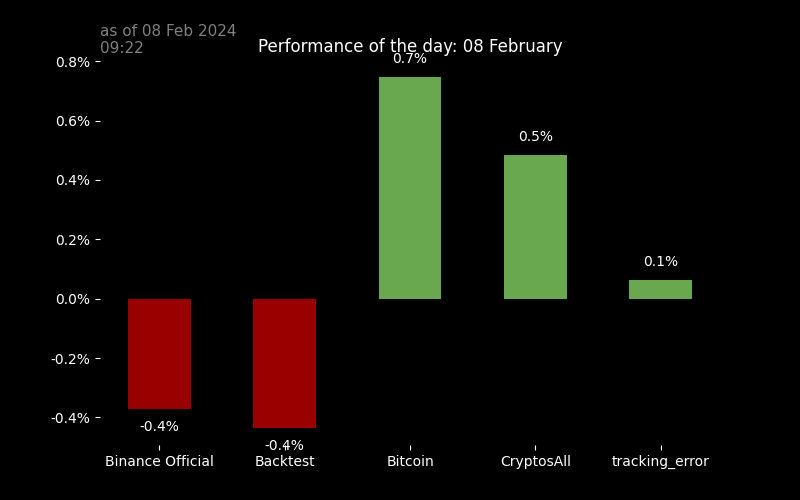 as of 08 Feb 2024
09:22
Performance of the day: 08 February
0.8%
0.6%
0.4%
0.2%
0.0%
-0.2%
-0.4%
-0.4%
-0.4%
0.7%
0.5%
0.1%
Binance Official
Backtest
Bitcoin
CryptosAll
tracking_error